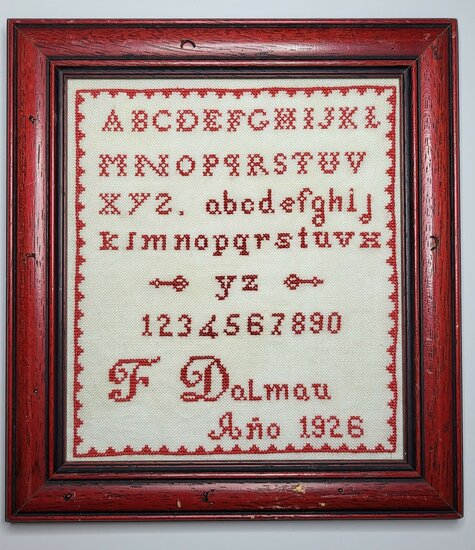 ABCDEFGHIJKL
MNOPQRSTUV
XYZ. abcdefghij
klmnopqrstuvx
yz
1234567890
F Dalmau
Año 1926